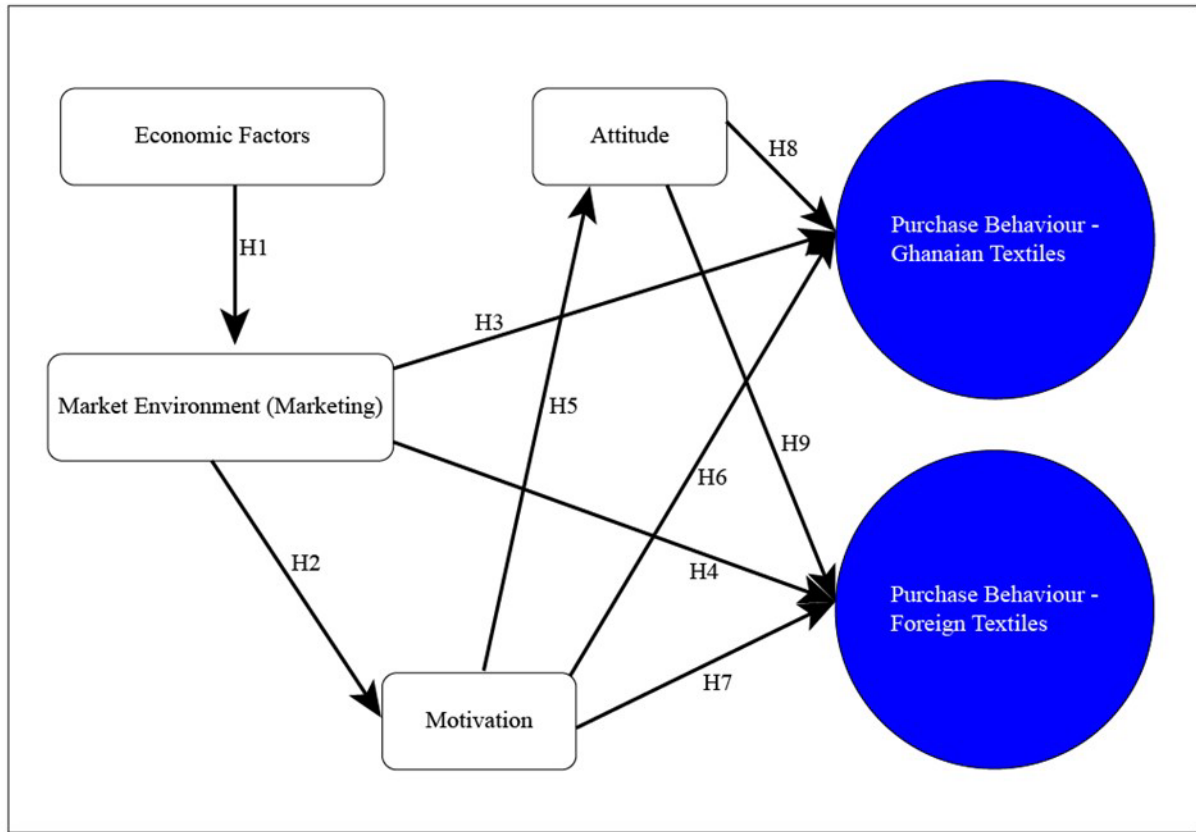 Economic Factors
Attitude
H8
Purchase Behaviour -
Ghanaian Textiles
H1
H3
Market Environment (Marketing)
H5
H9
H6
H2
H4
Purchase Behaviour -
Foreign Textiles
H7
Motivation